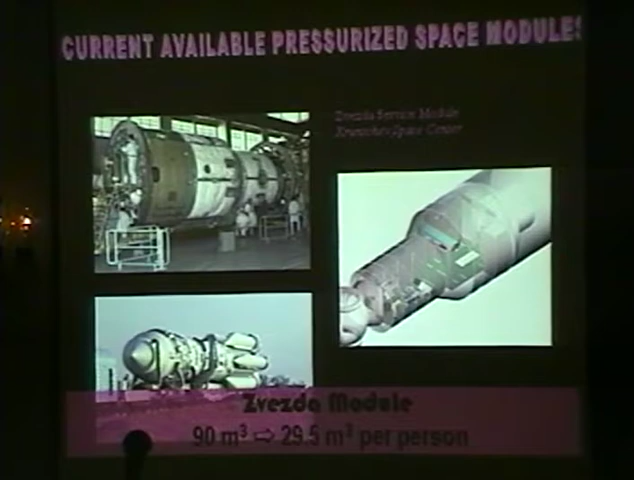 CURRENT AVAILABLE PRESSURIZED SPACE MODULES
Zvezda Service Module
Krunichev Space Center
Zvezda Module
90 m³ ⇨ 29.5 m³ per person